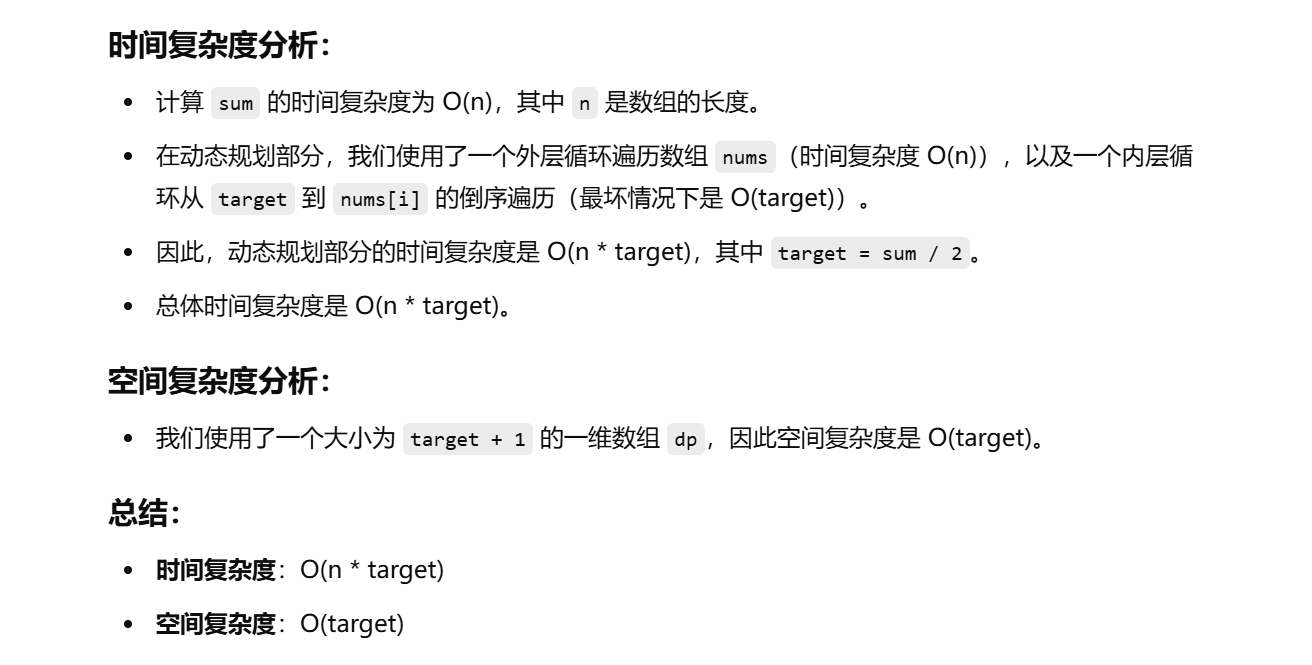 时间复杂度分析：
• 计算 sum 的时间复杂度为 O(n)，其中 n 是数组的长度。
• 在动态规划部分，我们使用了一个外层循环遍历数组 nums（时间复杂度 O(n)），以及一个内层循
环从 target 到 nums[i] 的倒序遍历（最坏情况下是 O(target)）。
• 因此，动态规划部分的时间复杂度是 O(n * target)，其中 target = sum / 2。
• 总体时间复杂度是 O(n * target)。
空间复杂度分析：
• 我们使用了一个大小为 target + 1 的一维数组 dp，因此空间复杂度是 O(target)。
总结：
• 时间复杂度：O(n * target)
• 空间复杂度：O(target)